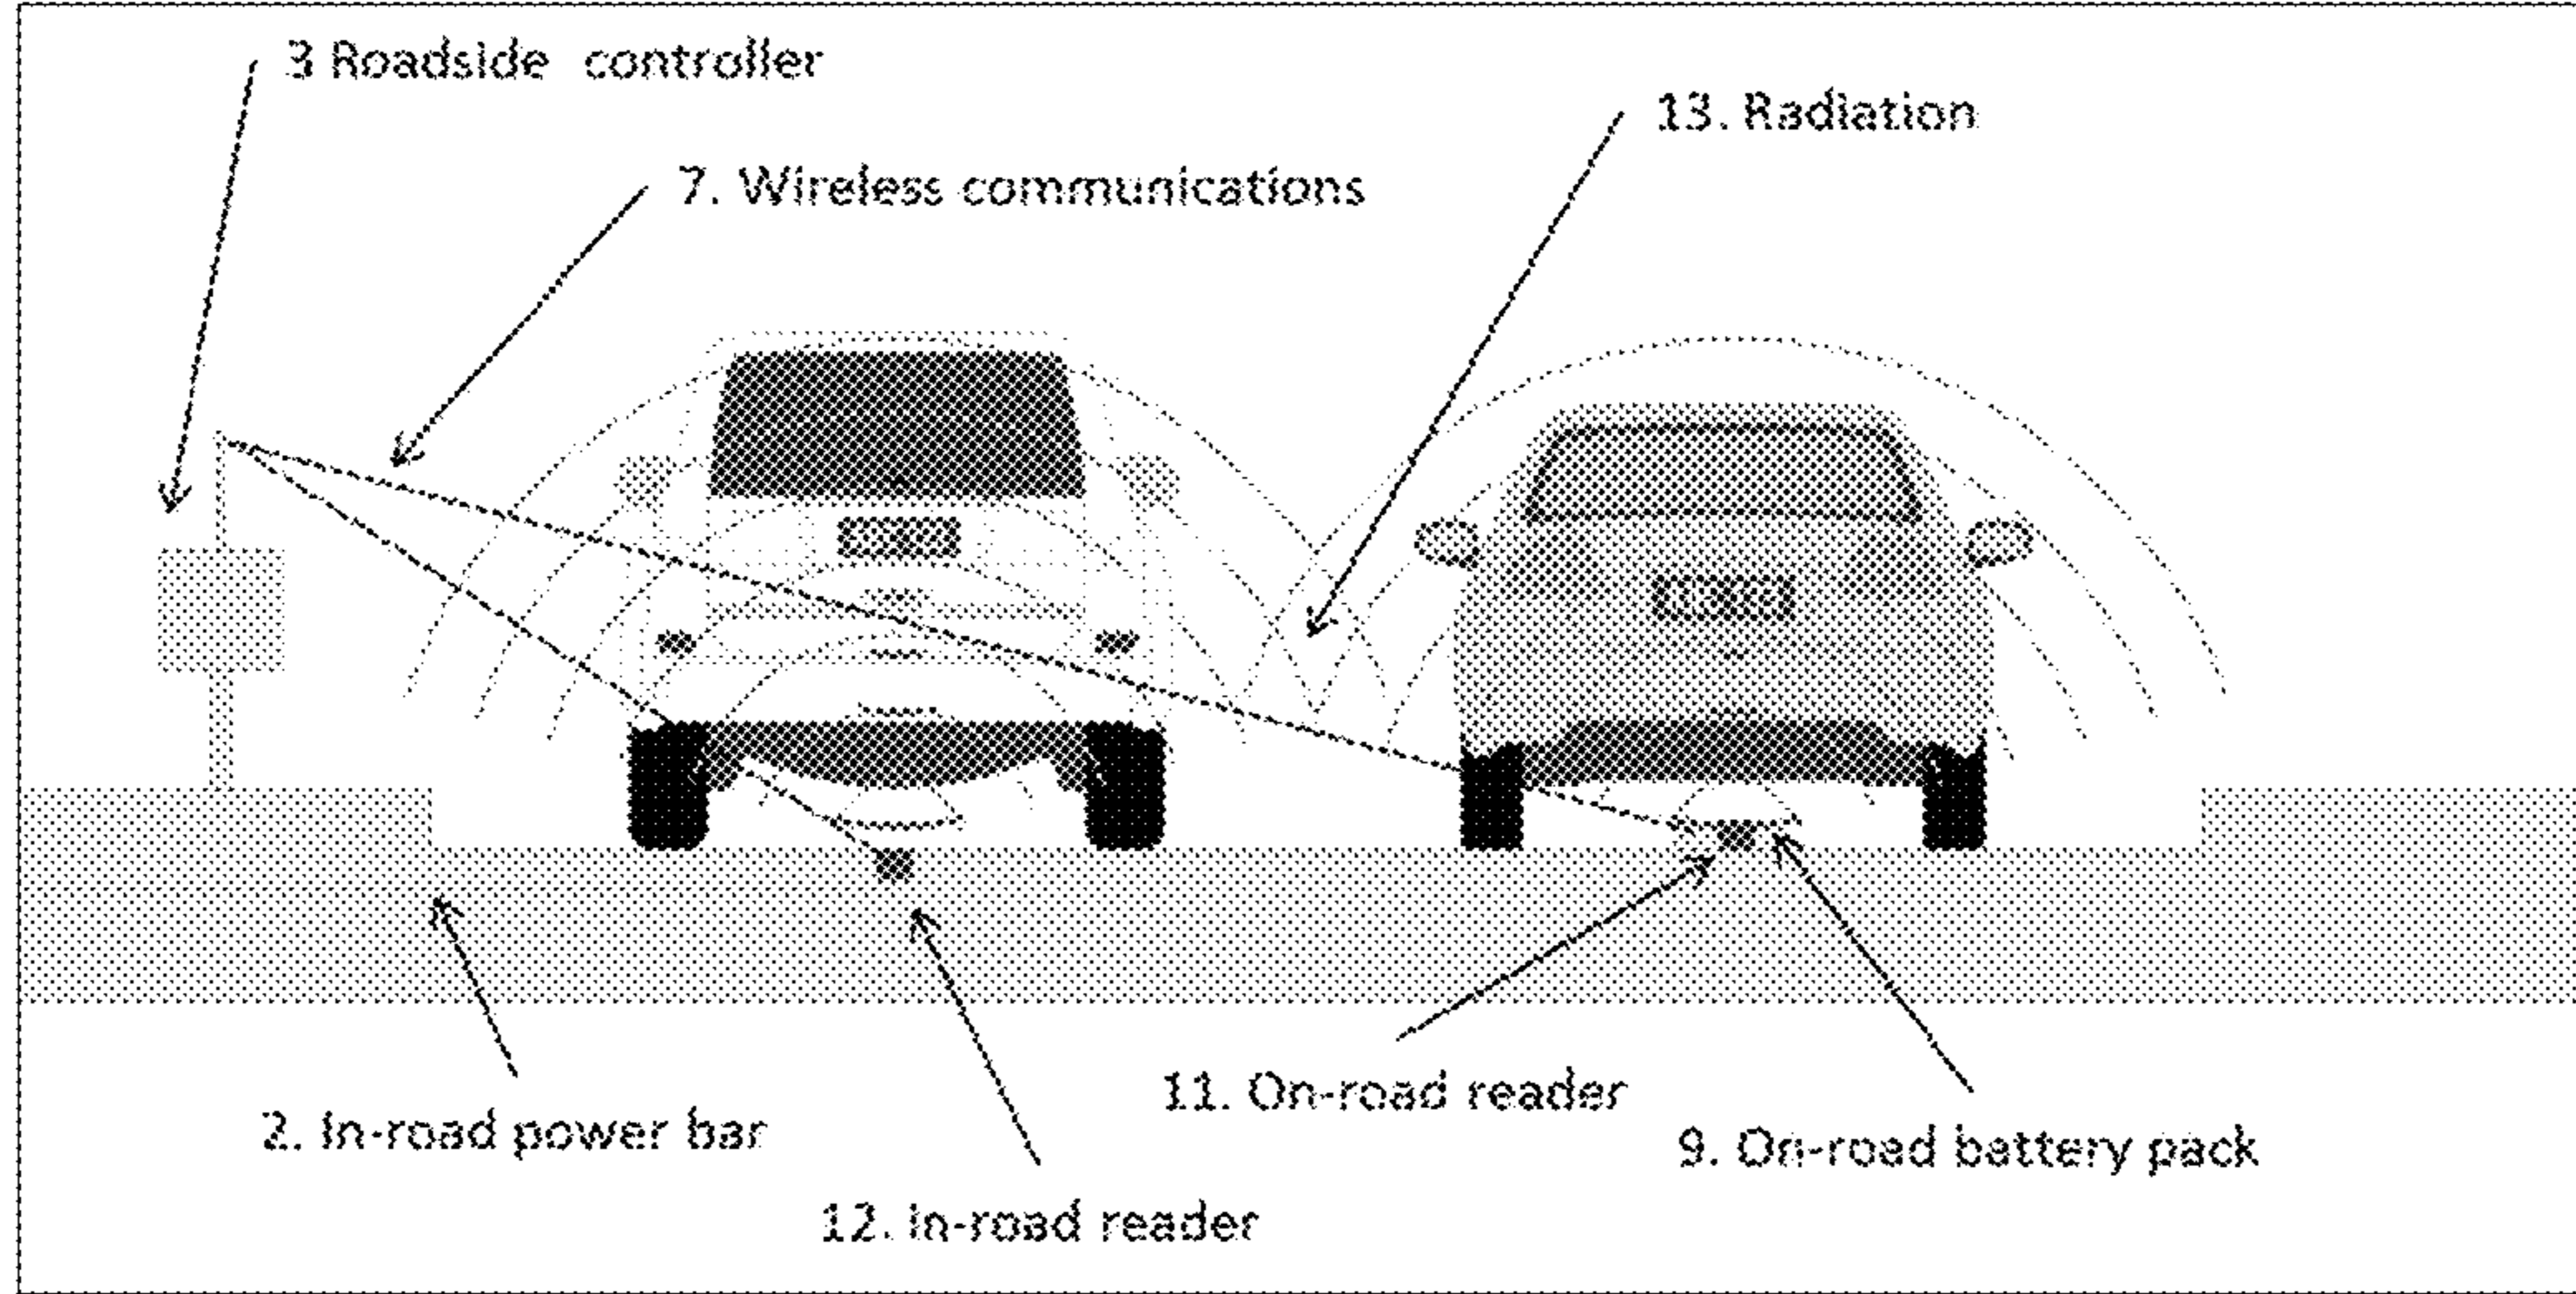 3 Roadside controller
13. Radiation
7. Wireless communications
11. On-road reader
2. In-road power bar
9. On-road battery pack
12. In-road reader